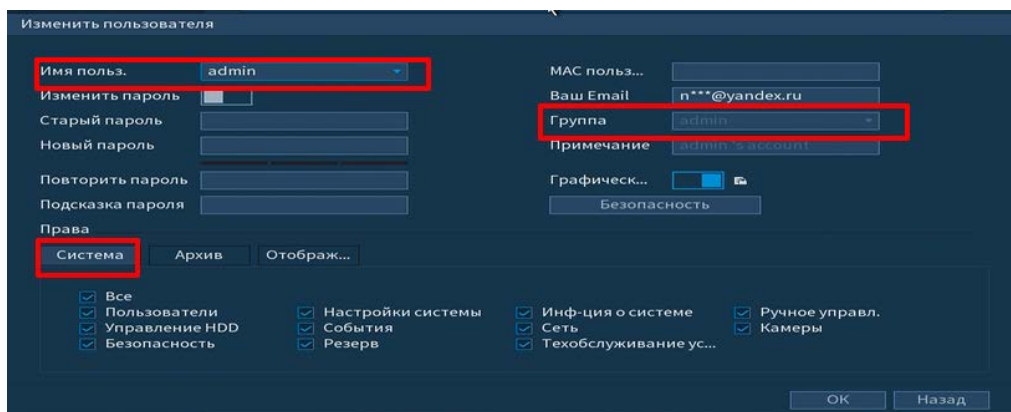 Изменить пользователя
Имя польз. admin
MAC польз...
Изменить пароль
Ваш Email n***@yandex.ru
Старый пароль
Группа admin
Новый пароль
Примечание admin 's account
Повторить пароль
Графическ...
Подсказка пароля
Безопасность
Права
Система Архив Отображ...
Все
Пользователи Настройки системы Инф-ция о системе Ручное управл.
Управление HDD События Сеть Камеры
Безопасность Резерв Техобслуживание ус...
ОК Назад